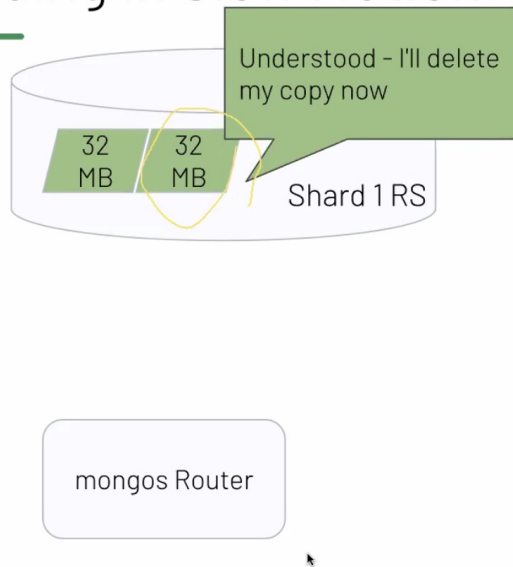 Understood - I'll delete
my copy now
32
MB
32
MB
Shard 1 RS
mongos Router